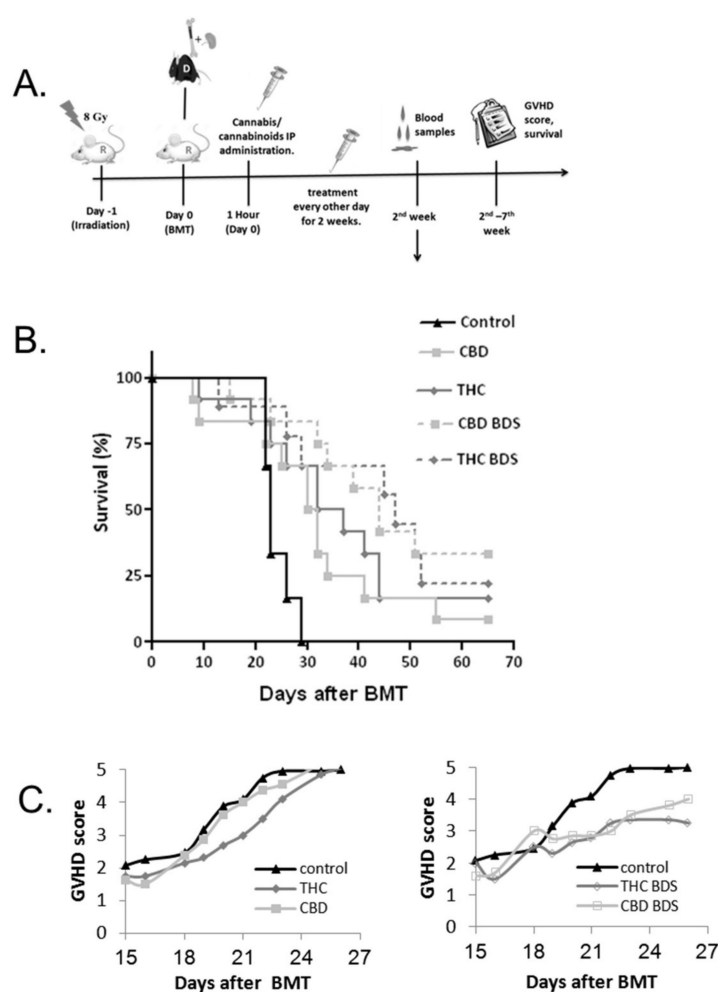 A.
8 Gy
+
D
R
R
Cannabis/
cannabinoids IP
administration.
Blood
samples
GVHD
score,
survival
Day -1
(Irradiation)
Day 0
(BMT)
1 Hour
(Day 0)
treatment
every other day
for 2 weeks.
2nd week
2nd –7th
week
B.
Control
CBD
THC
CBD BDS
THC BDS
Survival (%)
100
75
50
25
0
0 10 20 30 40 50 60 70
Days after BMT
C.
GVHD score
5
4
3
2
1
0
control
THC
CBD
15 18 21 24 27
Days after BMT
GVHD score
5
4
3
2
1
0
control
THC BDS
CBD BDS
15 18 21 24 27
Days after BMT